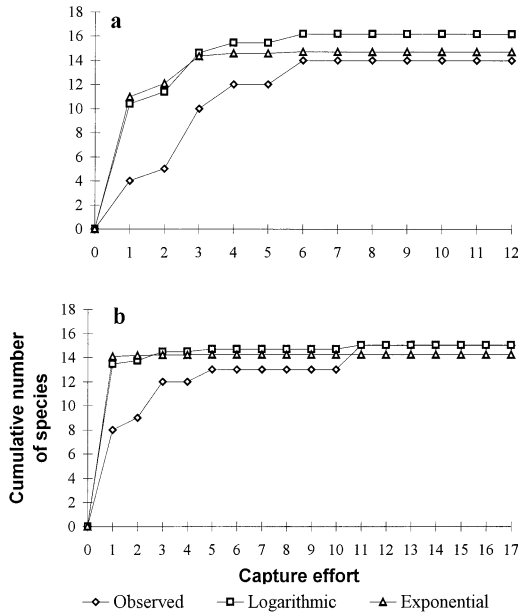 18
a
16
14
12
10
8
6
4
2
0
0 1 2 3 4 5 6 7 8 9 10 11 12
18
b
16
14
12
10
8
6
4
2
0
0 1 2 3 4 5 6 7 8 9 10 11 12 13 14 15 16 17
Cumulative number
of species
Capture effort
Observed Logarithmic Exponential